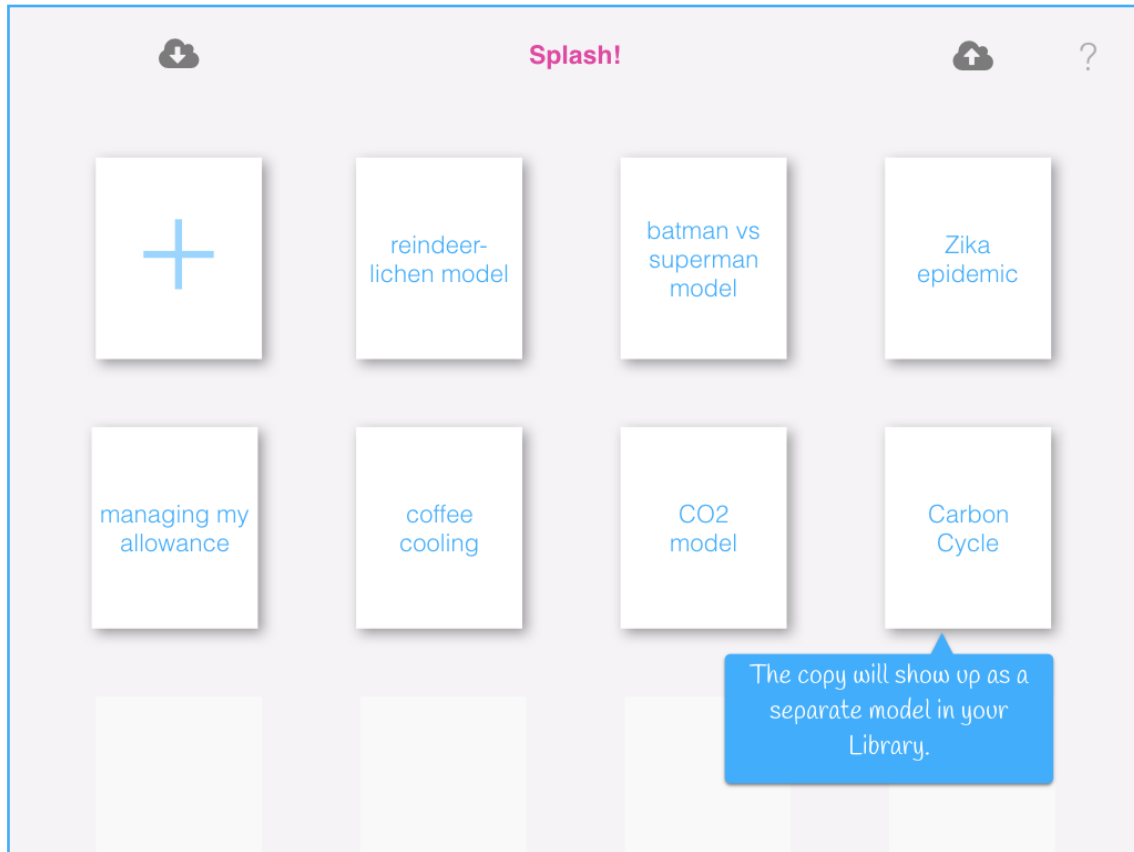 Splash!
?
reindeer-
lichen model
batman vs
superman
model
Zika
epidemic
managing my
allowance
coffee
cooling
CO2
model
Carbon
Cycle
The copy will show up as a
separate model in your
Library.